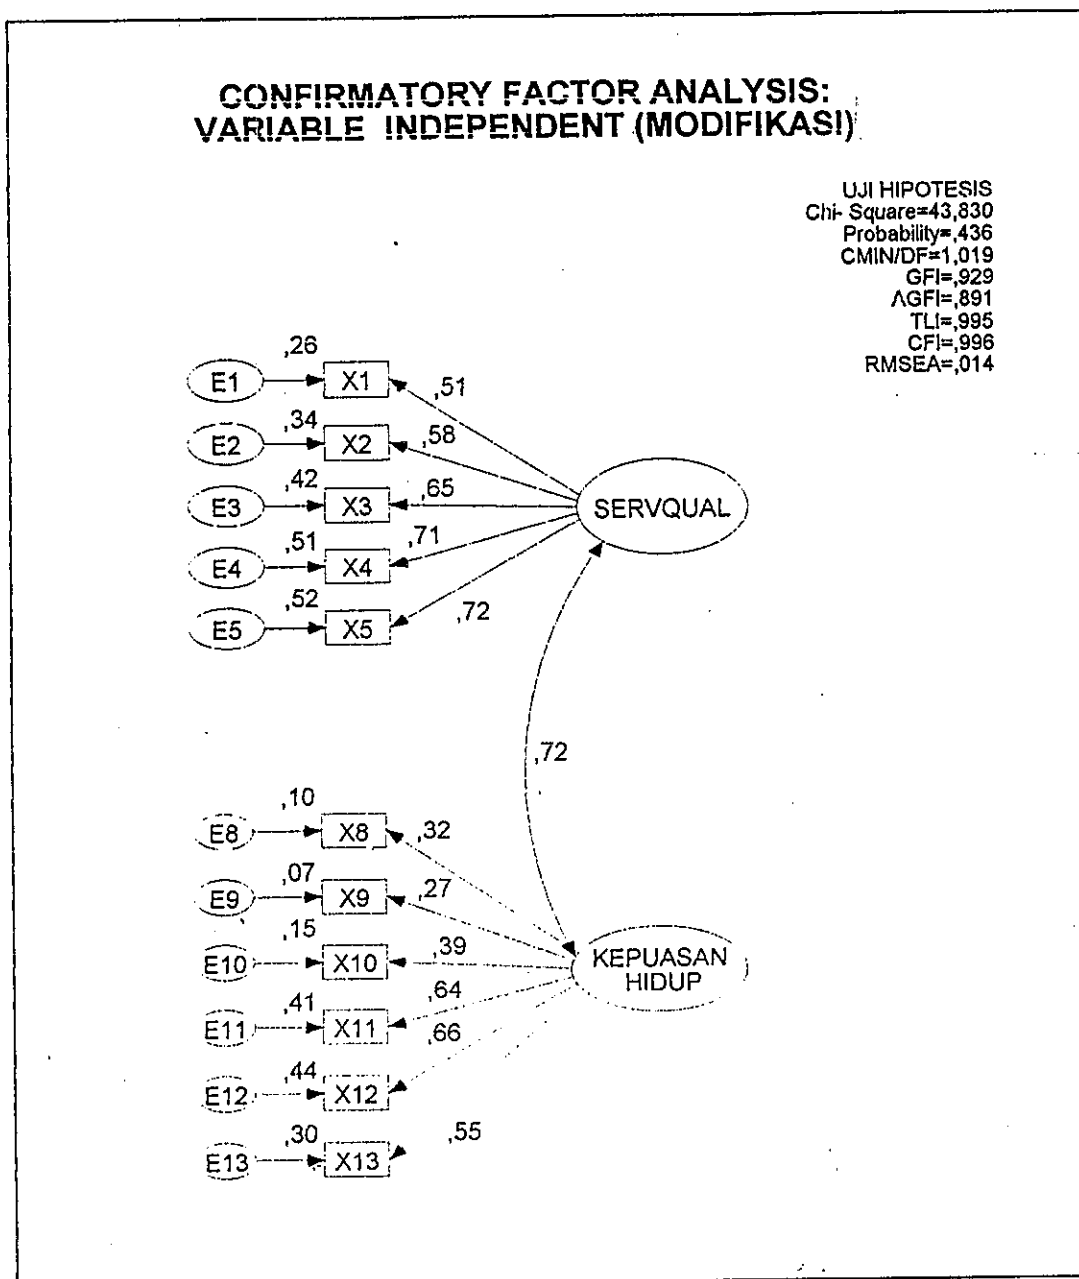 CONFIRMATORY FACTOR ANALYSIS:
VARIABLE INDEPENDENT (MODIFIKASI)
UJI HIPOTESIS
Chi- Square=43,830
Probability=,436
CMIN/DF=1,019
GFI=,929
AGFI=,891
TLI=,995
CFI=,996
RMSEA=,014
,26
E1 X1 ,51
,34
E2 X2 ,58
,42
E3 X3 ,65
SERVQUAL
,51
E4 X4 ,71
,52
E5 X5 ,72
,72
,10
E8 X8 ,32
,07
E9 X9 ,27
,15
E10 X10 ,39
KEPUASAN
HIDUP
,41
E11 X11 ,64
,44
E12 X12 ,66
,30
E13 X13 ,55